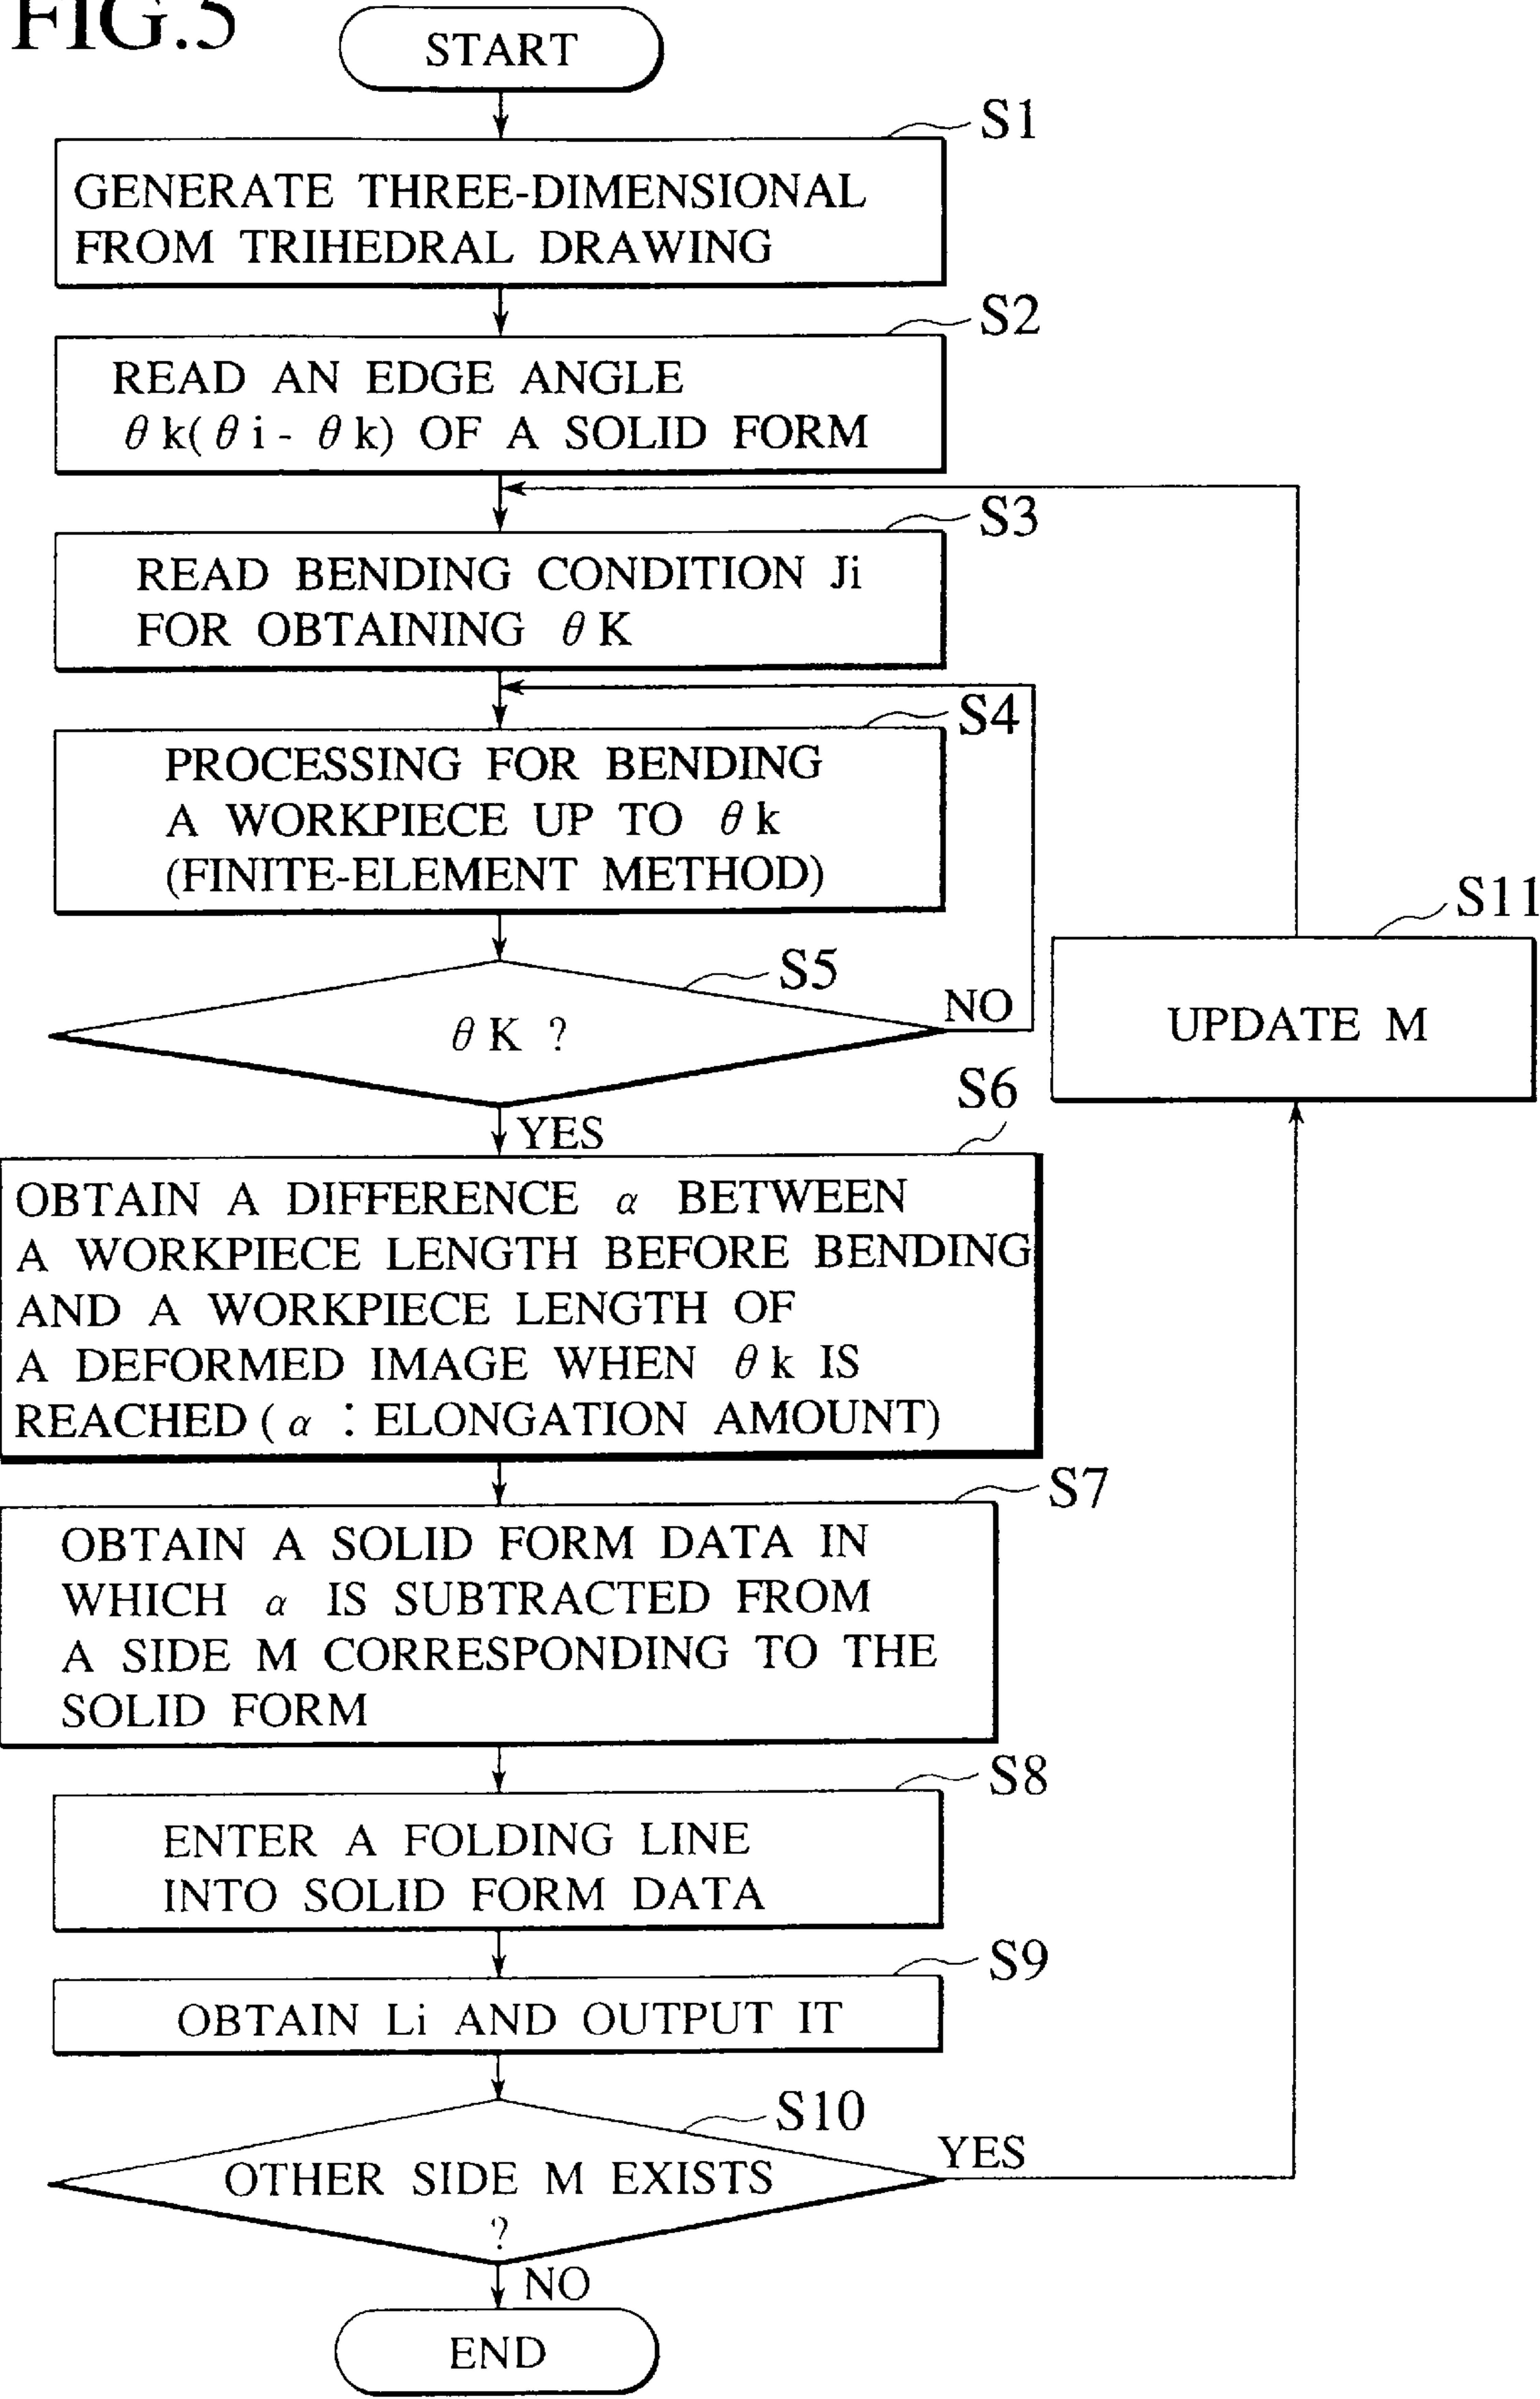 FIG.5
START
S1
GENERATE THREE-DIMENSIONAL
FROM TRIHEDRAL DRAWING
S2
READ AN EDGE ANGLE
θk(θi- θk) OF A SOLID FORM
S3
READ BENDING CONDITION Ji
FOR OBTAINING θK
S4
PROCESSING FOR BENDING
A WORKPIECE UP TO θk
(FINITE-ELEMENT METHOD)
S5
θK ?
NO
S11
UPDATE M
YES
S6
OBTAIN A DIFFERENCE α BETWEEN
A WORKPIECE LENGTH BEFORE BENDING
AND A WORKPIECE LENGTH OF
A DEFORMED IMAGE WHEN θk IS
REACHED (α : ELONGATION AMOUNT)
S7
OBTAIN A SOLID FORM DATA IN
WHICH α IS SUBTRACTED FROM
A SIDE M CORRESPONDING TO THE
SOLID FORM
S8
ENTER A FOLDING LINE
INTO SOLID FORM DATA
S9
OBTAIN Li AND OUTPUT IT
S10
OTHER SIDE M EXISTS
?
YES
NO
END